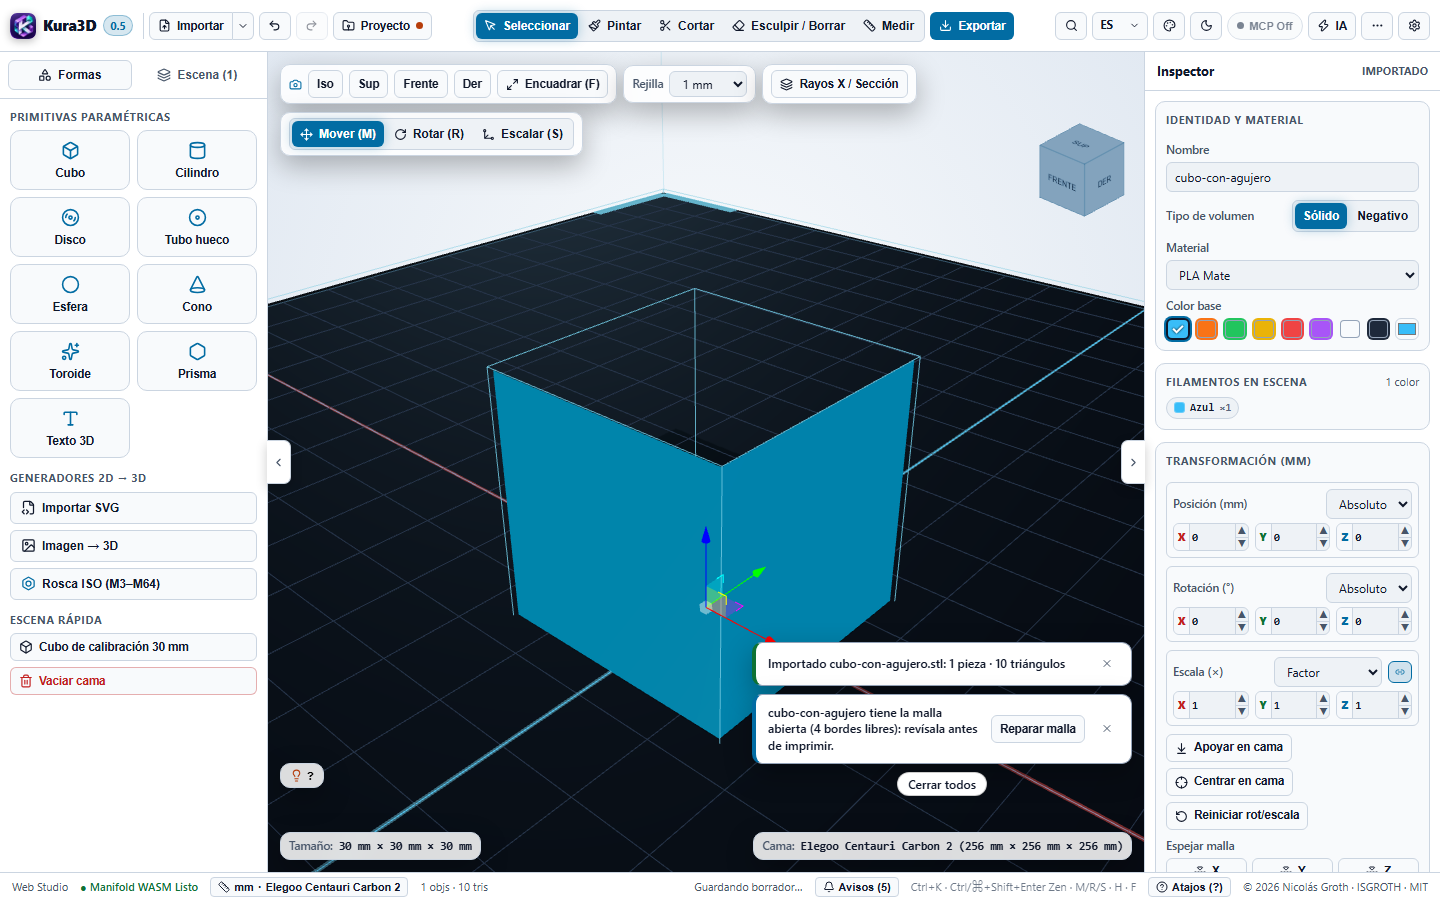 Kura3D 0.5 Importar Proyecto Seleccionar Pintar Cortar Esculpir / Borrar Medir Exportar ES MCP Off IA
Formas Escena (1)
PRIMITIVAS PARAMÉTRICAS
Cubo Cilindro
Disco Tubo hueco
Esfera Cono
Toroide Prisma
Texto 3D
GENERADORES 2D → 3D
Importar SVG
Imagen → 3D
Rosca ISO (M3–M64)
ESCENA RÁPIDA
Cubo de calibración 30 mm
Vaciar cama
Iso Sup Frente Der Encuadrar (F) Rejilla 1 mm Rayos X / Sección
Mover (M) Rotar (R) Escalar (S)
SUP
FRENTE DER
Importado cubo-con-agujero.stl: 1 pieza · 10 triángulos ×
cubo-con-agujero tiene la malla
abierta (4 bordes libres): revísala antes
de imprimir.
Reparar malla ×
Cerrar todos
?
Tamaño: 30 mm × 30 mm × 30 mm
Cama: Elegoo Centauri Carbon 2 (256 mm × 256 mm × 256 mm)
Inspector IMPORTADO
IDENTIDAD Y MATERIAL
Nombre
cubo-con-agujero
Tipo de volumen Sólido Negativo
Material
PLA Mate
Color base
FILAMENTOS EN ESCENA 1 color
Azul ×1
TRANSFORMACIÓN (MM)
Posición (mm) Absoluto
X 0 Y 0 Z 0
Rotación (°) Absoluto
X 0 Y 0 Z 0
Escala (×) Factor
X 1 Y 1 Z 1
Apoyar en cama
Centrar en cama
Reiniciar rot/escala
Espejar malla
X Y Z
Web Studio Manifold WASM Listo mm · Elegoo Centauri Carbon 2 1 objs · 10 tris Guardando borrador... Avisos (5) Ctrl+K · Ctrl/⌘+Shift+Enter Zen · M/R/S · H · F Atajos (?) © 2026 Nicolás Groth · ISGROTH · MIT